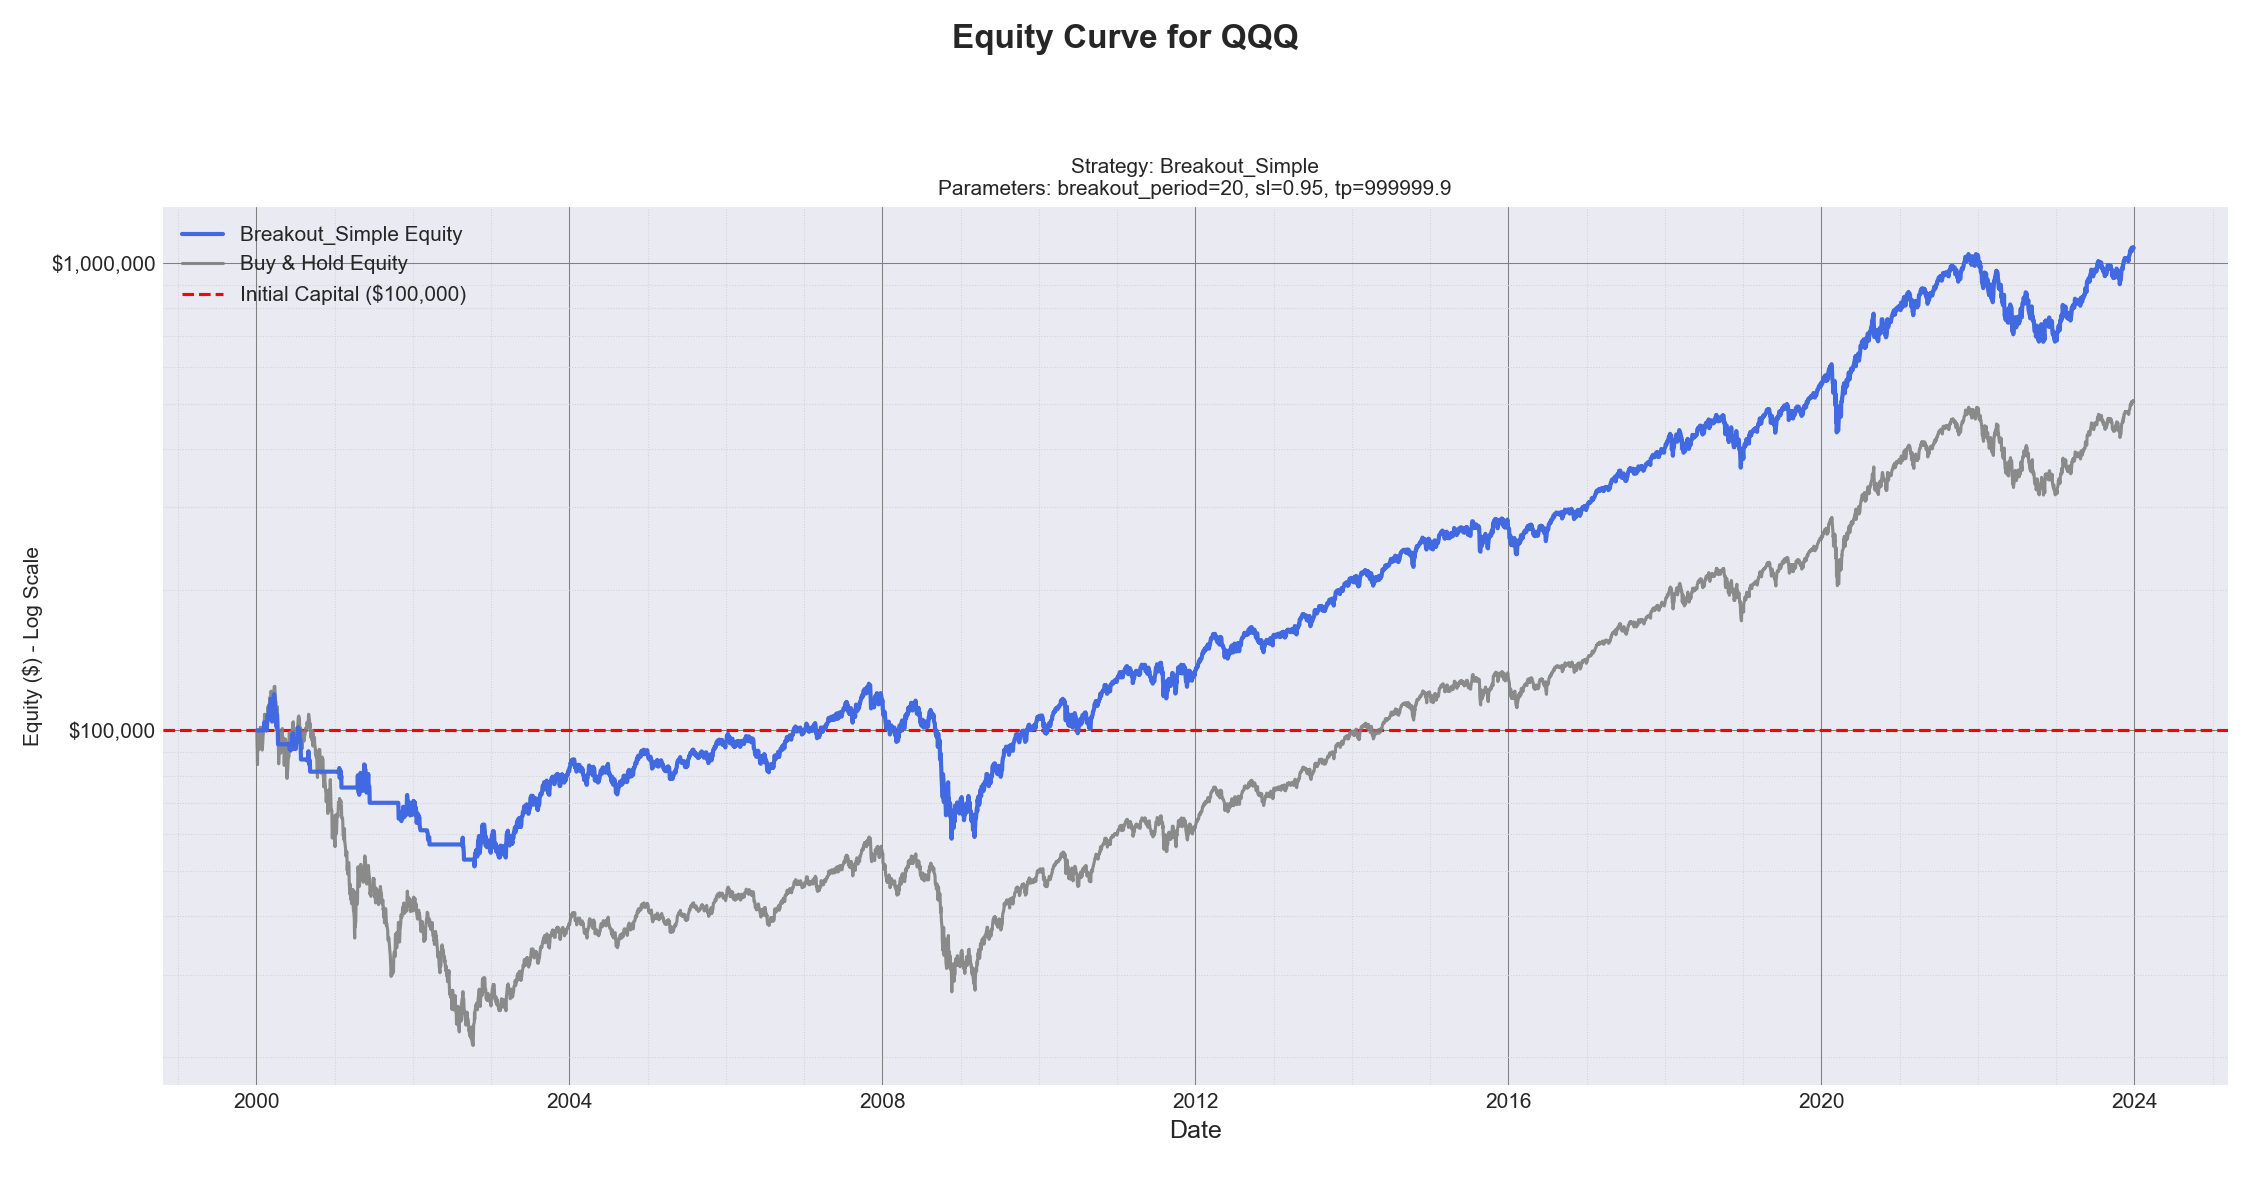 Equity Curve for QQQ
Strategy: Breakout_Simple
Parameters: breakout_period=20, sl=0.95, tp=999999.9
Breakout_Simple Equity
Buy & Hold Equity
Initial Capital ($100,000)
$1,000,000
$100,000
Equity ($) - Log Scale
2000 2004 2008 2012 2016 2020 2024
Date